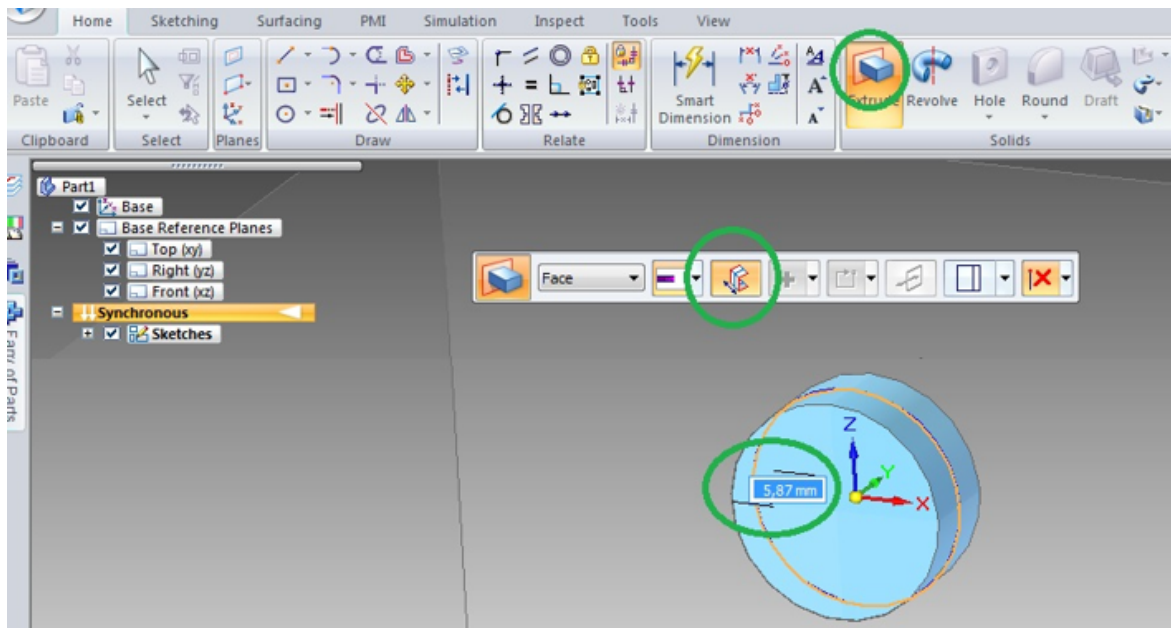 Home Sketching Surfacing PMI Simulation Inspect Tools View
Paste
Select
Smart
Dimension
Extrude Revolve Hole Round Draft
Clipboard Select Planes Draw Relate Dimension Solids
Part1
Base
Base Reference Planes
Top (xy)
Right (yz)
Front (xz)
Synchronous
Sketches
Face
Z
Y
X
5,87 mm